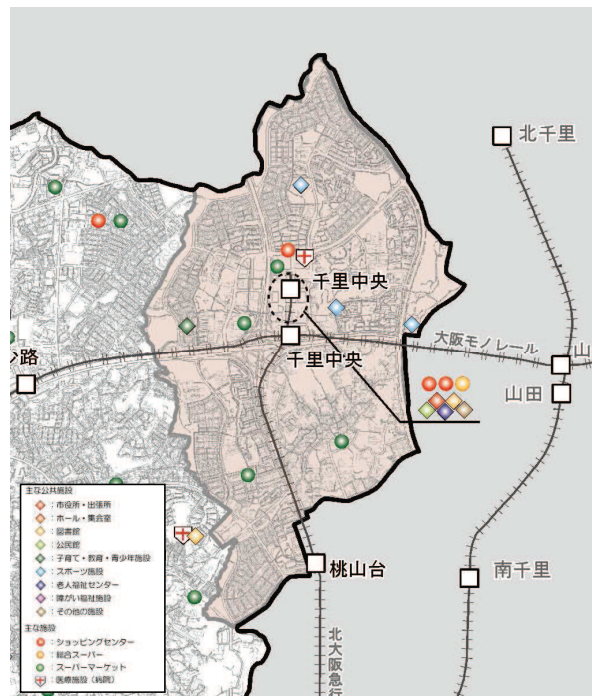 北千里
千里中央
千里中央
大阪モノレール
少路
山
山田
桃山台
南千里
北大阪急行
主な公共施設
：市役所・出張所
：ホール・集会室
：図書館
：公民館
：子育て・教育・青少年施設
：スポーツ施設
：老人福祉センター
：障がい福祉施設
：その他の施設
主な施設
：ショッピングセンター
：総合スーパー
：スーパーマーケット
：医療施設（病院）